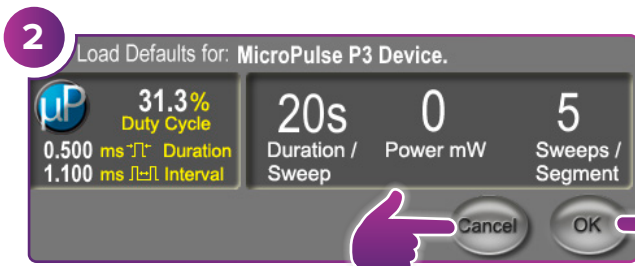 2
Load Defaults for: MicroPulse P3 Device.
µP
31.3%
Duty Cycle
0.500 ms Duration
1.100 ms Interval
20s
Duration /
Sweep
0
Power mW
5
Sweeps /
Segment
Cancel
OK